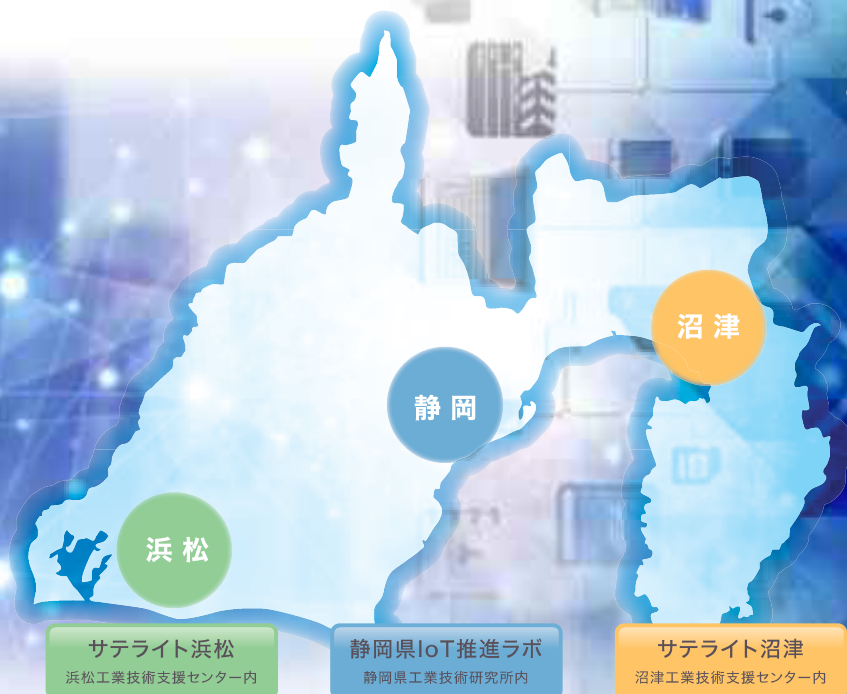 沼津
静岡
浜松
サテライト浜松
浜松工業技術支援センター内
静岡県IoT推進ラボ
静岡県工業技術研究所内
サテライト沼津
沼津工業技術支援センター内